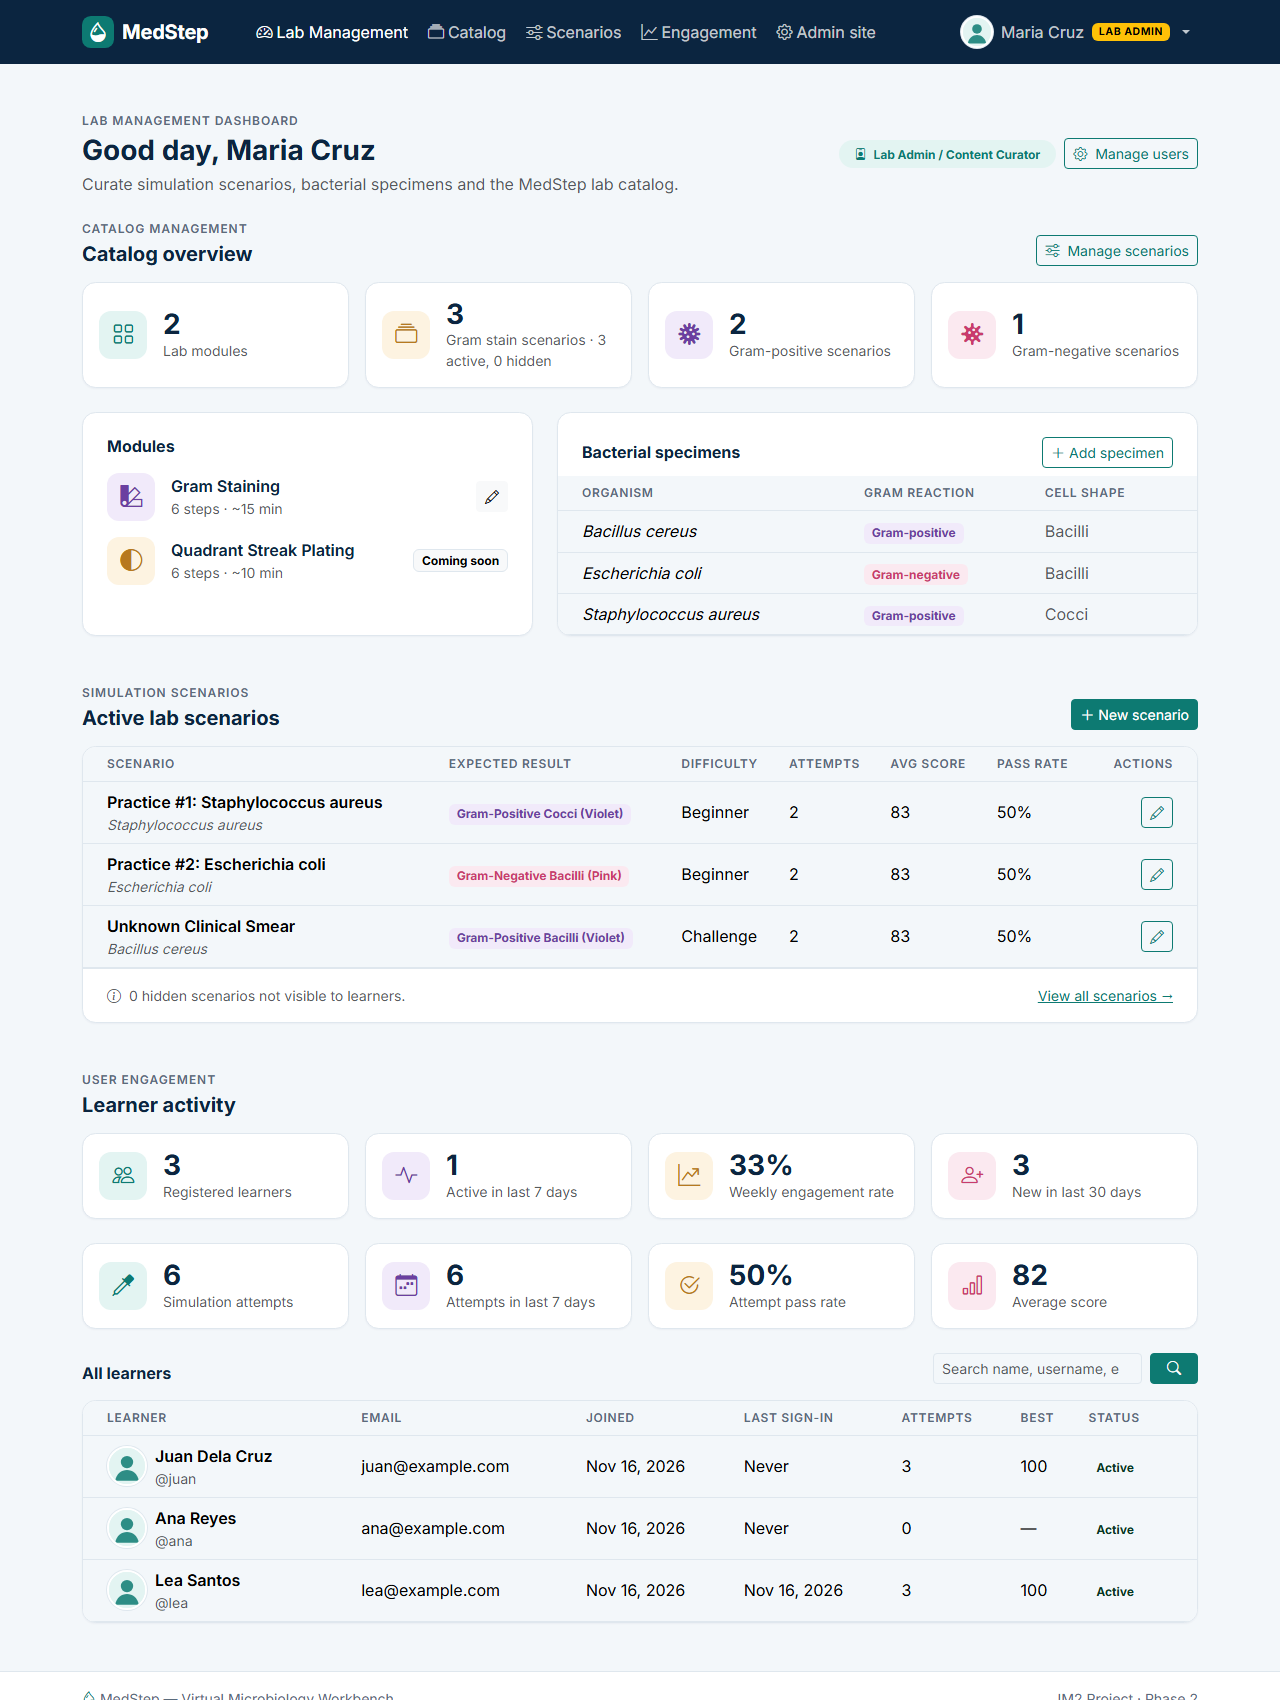 MedStep
Lab Management
Catalog
Scenarios
Engagement
Admin site
Maria Cruz
LAB ADMIN
LAB MANAGEMENT DASHBOARD
Good day, Maria Cruz
Lab Admin / Content Curator
Manage users
Curate simulation scenarios, bacterial specimens and the MedStep lab catalog.
CATALOG MANAGEMENT
Catalog overview
Manage scenarios
2
Lab modules
3
Gram stain scenarios · 3
active, 0 hidden
2
Gram-positive scenarios
1
Gram-negative scenarios
Modules
Gram Staining
6 steps · ~15 min
Quadrant Streak Plating
6 steps · ~10 min
Coming soon
Bacterial specimens
+ Add specimen
ORGANISM GRAM REACTION CELL SHAPE
Bacillus cereus Gram-positive Bacilli
Escherichia coli Gram-negative Bacilli
Staphylococcus aureus Gram-positive Cocci
SIMULATION SCENARIOS
Active lab scenarios
+ New scenario
SCENARIO EXPECTED RESULT DIFFICULTY ATTEMPTS AVG SCORE PASS RATE ACTIONS
Practice #1: Staphylococcus aureus
Staphylococcus aureus
Gram-Positive Cocci (Violet) Beginner 2 83 50%
Practice #2: Escherichia coli
Escherichia coli
Gram-Negative Bacilli (Pink) Beginner 2 83 50%
Unknown Clinical Smear
Bacillus cereus
Gram-Positive Bacilli (Violet) Challenge 2 83 50%
0 hidden scenarios not visible to learners.
View all scenarios →
USER ENGAGEMENT
Learner activity
3
Registered learners
1
Active in last 7 days
33%
Weekly engagement rate
3
New in last 30 days
6
Simulation attempts
6
Attempts in last 7 days
50%
Attempt pass rate
82
Average score
All learners
Search name, username, e
LEARNER EMAIL JOINED LAST SIGN-IN ATTEMPTS BEST STATUS
Juan Dela Cruz
@juan
juan@example.com Nov 16, 2026 Never 3 100 Active
Ana Reyes
@ana
ana@example.com Nov 16, 2026 Never 0 — Active
Lea Santos
@lea
lea@example.com Nov 16, 2026 Nov 16, 2026 3 100 Active
MedStep — Virtual Microbiology Workbench
IM2 Project · Phase 2